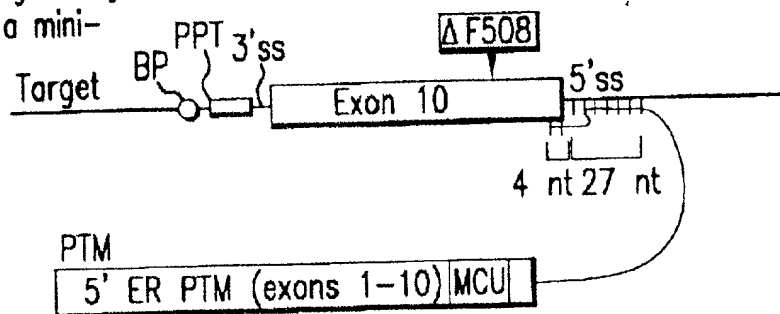 a mini-
Target
BP
PPT
3'ss
Exon 10
Δ F508
5'ss
4 nt 27 nt
PTM
5' ER PTM (exons 1-10) MCU